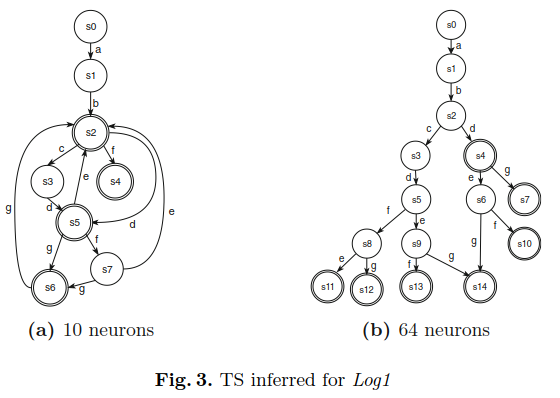 s0
a
s1
b
s2
c
f
s3
s4
d
e
s5
d
g
f
g
e
s7
s6
g
(a) 10 neurons
s0
a
s1
b
s2
c
d
s3
s4
d
e
g
s5
s6
s7
f
e
f
s8
s9
g
s10
e
g
f
g
s11
s12
s13
s14
(b) 64 neurons
Fig. 3. TS inferred for Log1